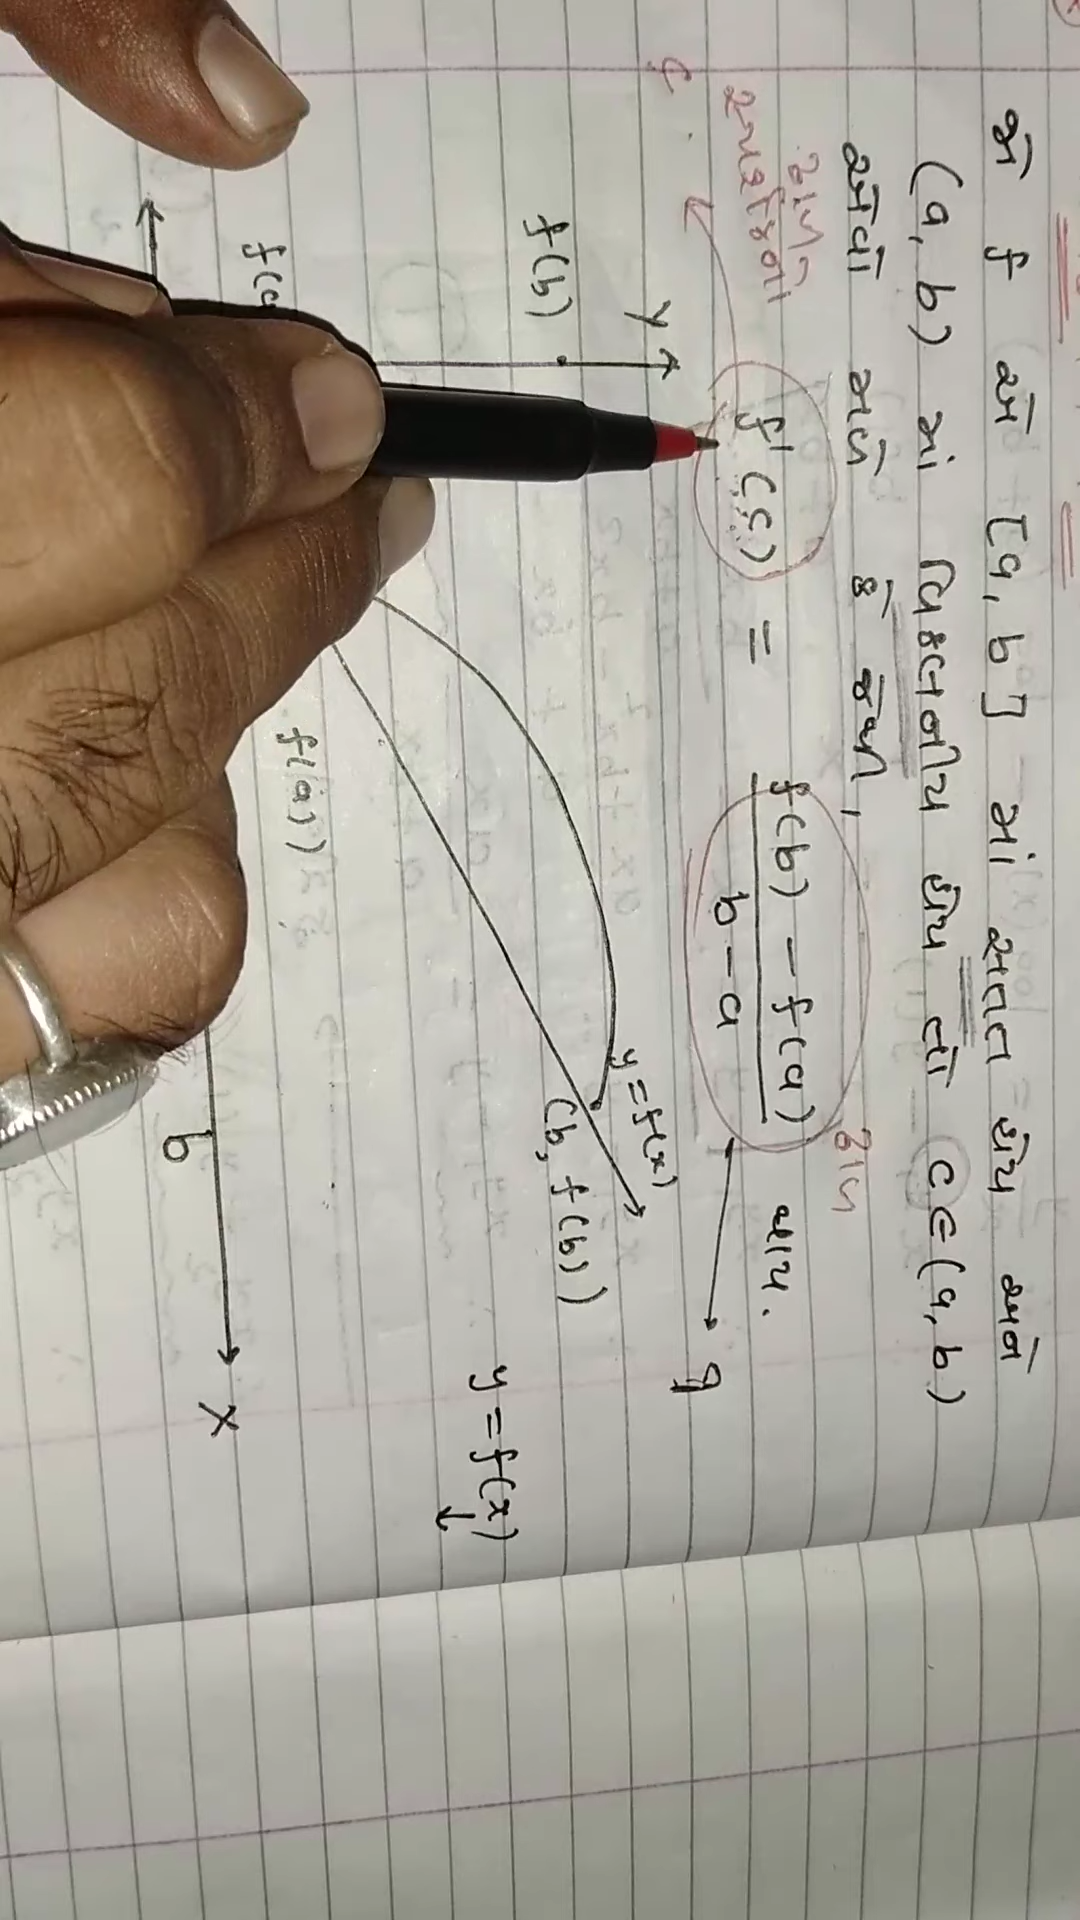 જો f એ [a, b] માં સતત હોય અને
(a, b) માં વિકલનીય હોય તો C ∈ (a, b)
એવો મળે કે જેથી,
f'(c) = f(b) - f(a) / b - a થાય.
ઢાળ
સ્પર્શકનો
ઢાળ
c
Y
f(b)
y = f(x)
(b, f(b))
y = f(x)
f(a))
b
X